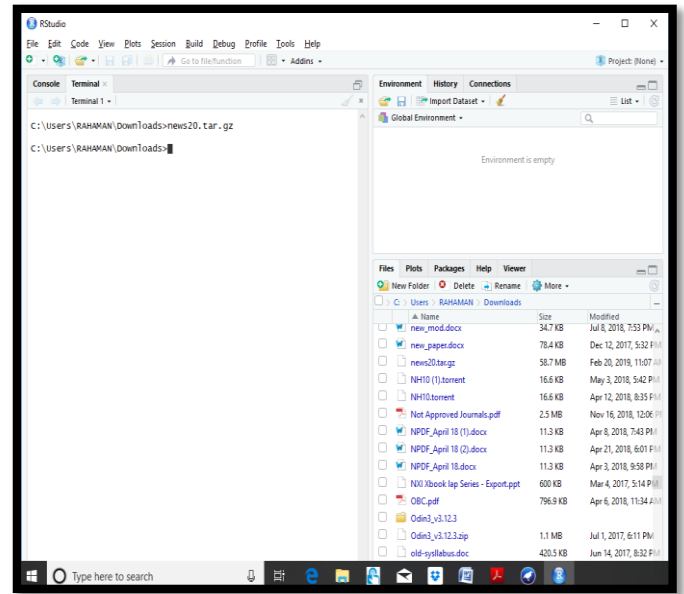 RStudio
File Edit Code View Plots Session Build Debug Profile Tools Help
Go to file/function Addins Project: (None)
Console Terminal
Terminal 1
C:\Users\RAHAMAN\Downloads>news20.tar.gz
C:\Users\RAHAMAN\Downloads>
Environment History Connections
Import Dataset List
Global Environment
Environment is empty
Files Plots Packages Help Viewer
New Folder Delete Rename More
C: Users RAHAMAN Downloads
Name Size Modified
new_mod.docx 34.7 KB Jul 8, 2018, 7:53 PM
new_paper.docx 78.4 KB Dec 12, 2017, 5:32 PM
news20.tar.gz 58.7 MB Feb 20, 2019, 11:07 AM
NH10 (1).torrent 16.6 KB May 3, 2017, 5:42 PM
NH10.torrent 16.6 KB Apr 12, 2018, 8:35 PM
Not Approved Journals.pdf 2.5 MB Nov 16, 2018, 12:06 PM
NPDF_April 18 (1).docx 11.3 KB Apr 8, 2018, 7:43 PM
NPDF_April 18 (2).docx 11.3 KB Apr 21, 2018, 6:01 PM
NPDF_April 18.docx 11.3 KB Apr 3, 2018, 9:58 PM
NXI Xbook lap Series - Export.ppt 600 KB Mar 4, 2017, 5:14 PM
OBC.pdf 796.9 KB Apr 6, 2018, 11:34 AM
Odin3_v3.12.3
Odin3_v3.12.3.zip 1.1 MB Jul 1, 2017, 6:11 PM
old-sysllabus.doc 420.5 KB Jun 14, 2017, 8:32 PM
Type here to search